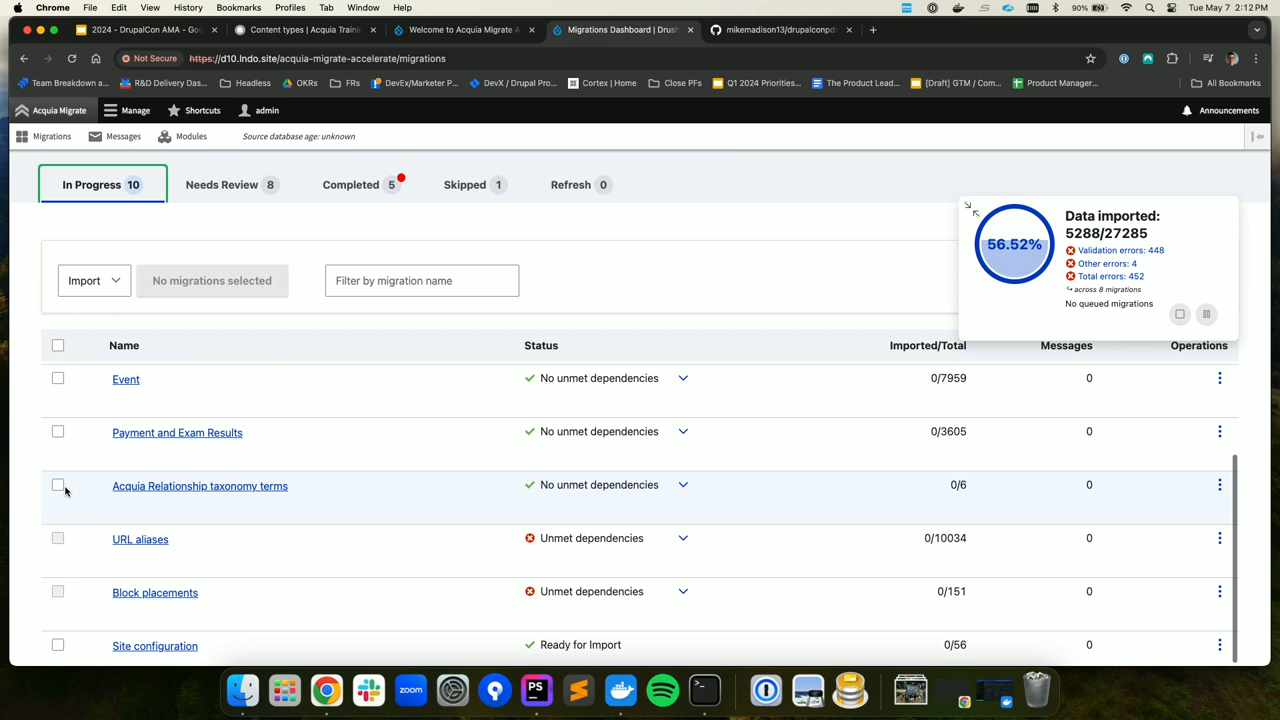 Chrome File Edit View History Bookmarks Profiles Tab Window Help 90% Tue May 7 2:12 PM
2024 - DrupalCon AMA - Goo × Content types | Acquia Trainin × Welcome to Acquia Migrate A × Migrations Dashboard | Drush × mikemadison13/drupalconpdx × +
Not Secure https://d10.lndo.site/acquia-migrate-accelerate/migrations
Team Breakdown a... R&D Delivery Das... Headless OKRs FRs DevEx/Marketer P... DevX / Drupal Pro... Cortex | Home Close PFs Q1 2024 Priorities... The Product Lead... [Draft] GTM / Com... Product Manager... All Bookmarks
Acquia Migrate Manage Shortcuts admin Announcements
Migrations Messages Modules Source database age: unknown
In Progress 10 Needs Review 8 Completed 5 Skipped 1 Refresh 0
56.52%
Data imported:
5288/27285
Validation errors: 448
Other errors: 4
Total errors: 452
↪ across 8 migrations
No queued migrations
Import No migrations selected Filter by migration name
Name Status Imported/Total Messages Operations
Event No unmet dependencies 0/7959 0
Payment and Exam Results No unmet dependencies 0/3605 0
Acquia Relationship taxonomy terms No unmet dependencies 0/6 0
URL aliases Unmet dependencies 0/10034 0
Block placements Unmet dependencies 0/151 0
Site configuration Ready for Import 0/56 0
zoom
PS